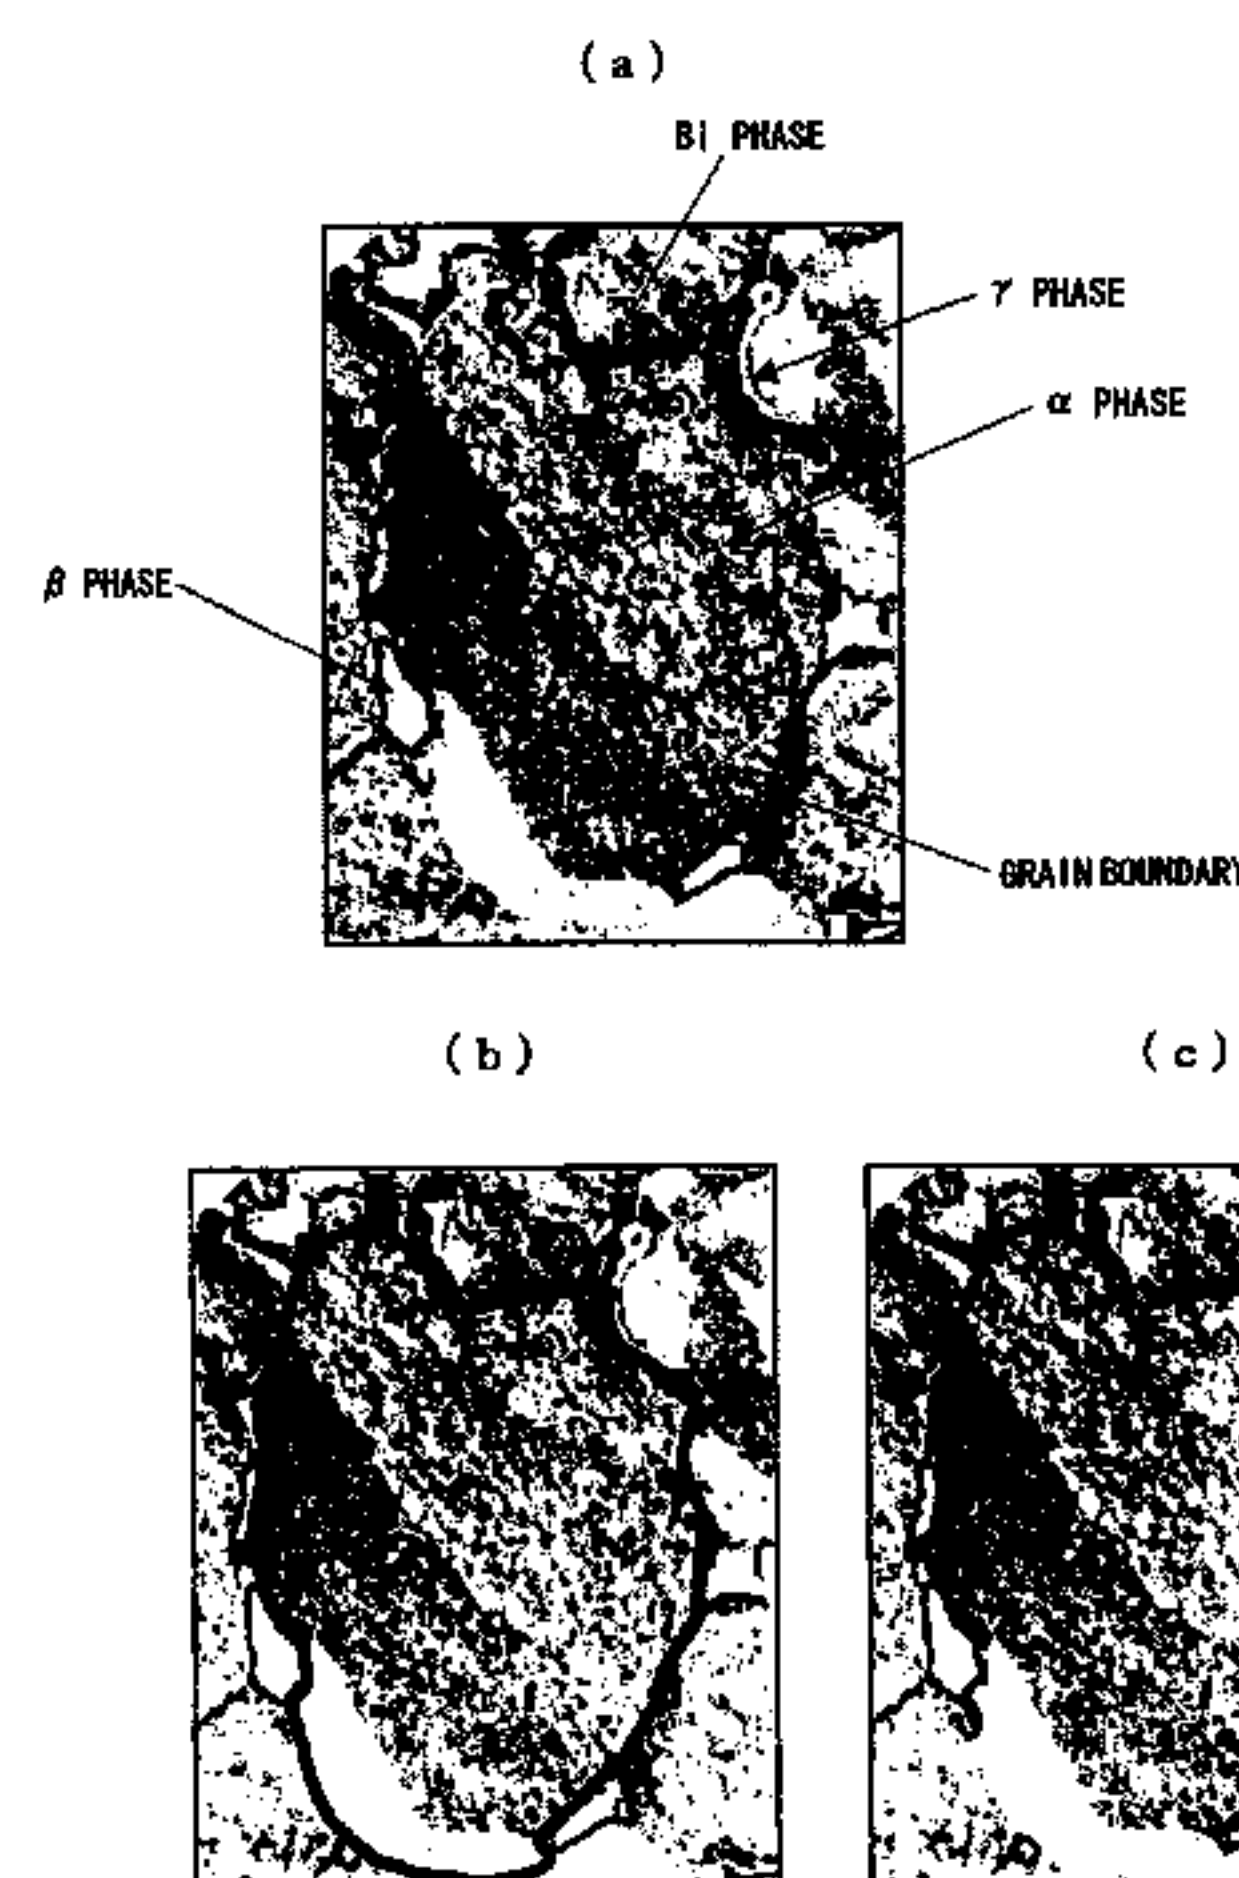 ( a )
Bi PHASE
γ PHASE
α PHASE
β PHASE
GRAIN BOUNDARY
( b )
( c )